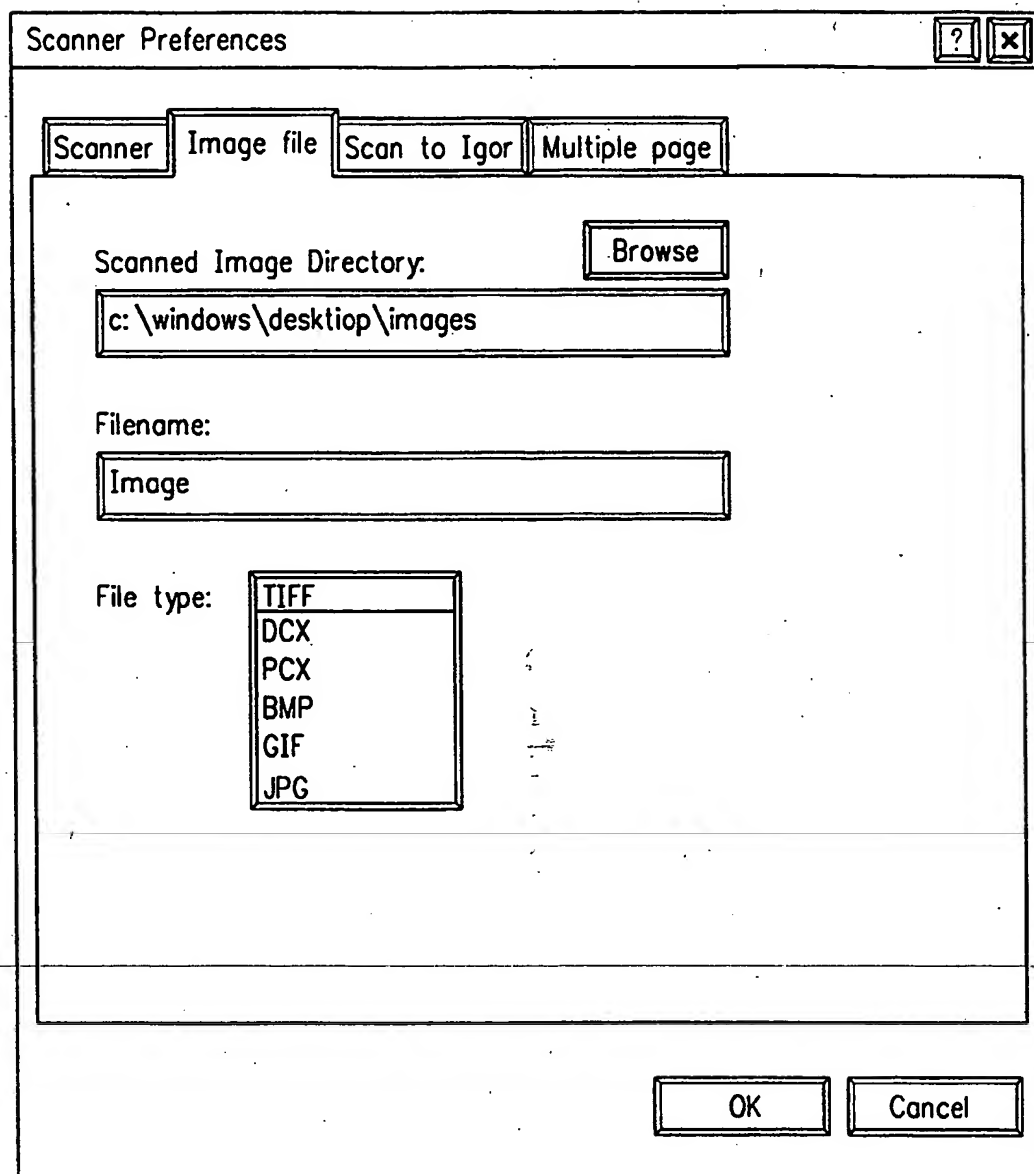 Scanner Preferences ? ×
Scanner Image file Scan to Igor Multiple page
Scanned Image Directory: Browse
c:\windows\desktiop\images
Filename:
Image
File type: TIFF
DCX
PCX
BMP
GIF
JPG
OK Cancel